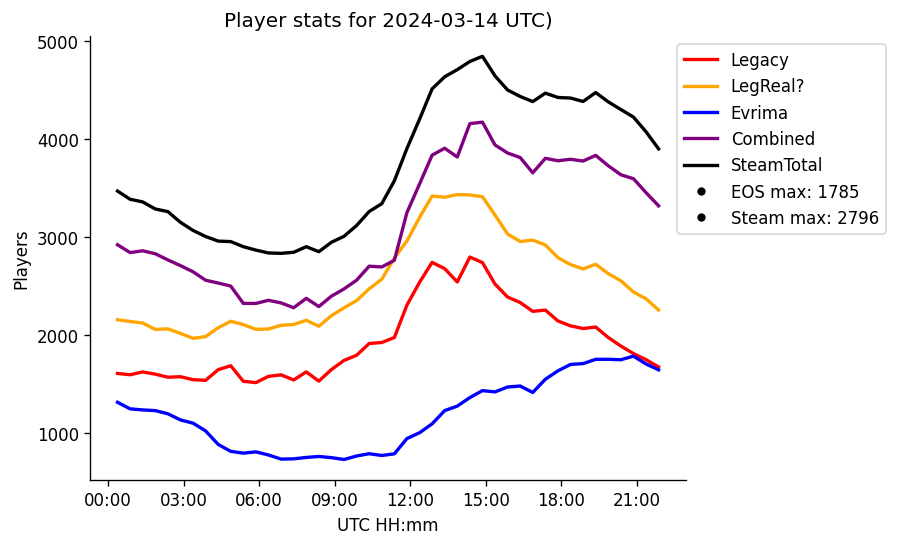 Player stats for 2024-03-14 UTC)
5000
4000
3000
2000
1000
Players
00:00 03:00 06:00 09:00 12:00 15:00 18:00 21:00
UTC HH:mm
Legacy
LegReal?
Evrima
Combined
SteamTotal
EOS max: 1785
Steam max: 2796